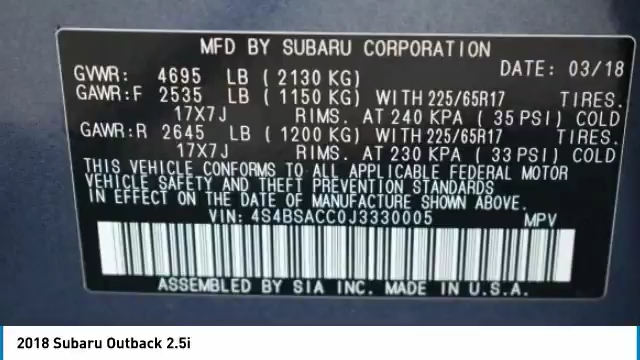 MFD BY SUBARU CORPORATION
DATE: 03/18
GVWR: 4695 LB ( 2130 KG)
GAWR:F 2535 LB ( 1150 KG) WITH 225/65R17 TIRES.
17X7J RIMS. AT 240 KPA ( 35 PSI) COLD
GAWR:R 2645 LB ( 1200 KG) WITH 225/65R17 TIRES.
17X7J RIMS. AT 230 KPA ( 33 PSI) COLD
THIS VEHICLE CONFORMS TO ALL APPLICABLE FEDERAL MOTOR
VEHICLE SAFETY AND THEFT PREVENTION STANDARDS
IN EFFECT ON THE DATE OF MANUFACTURE SHOWN ABOVE.
VIN: 4S4BSACC0J3330005 MPV
ASSEMBLED BY SIA INC. MADE IN U.S.A.
2018 Subaru Outback 2.5i